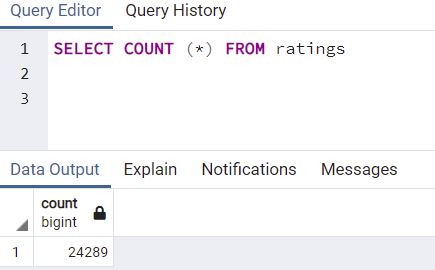 Query Editor Query History
1 SELECT COUNT (*) FROM ratings
2
3
Data Output Explain Notifications Messages
count
bigint
1 24289